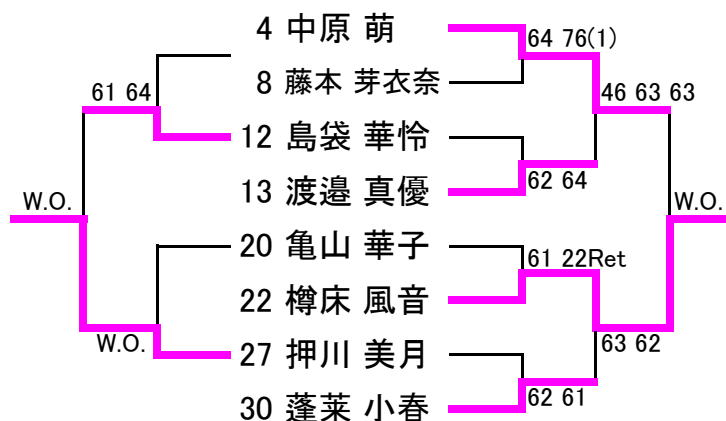 4 中原 萌
64 76(1)
8 藤本 芽衣奈
61 64
46 63 63
12 島袋 華怜
13 渡邉 真優
62 64
W.O.
W.O.
20 亀山 華子
61 22Ret
22 樽床 風音
W.O.
63 62
27 押川 美月
30 蓬莱 小春
62 61